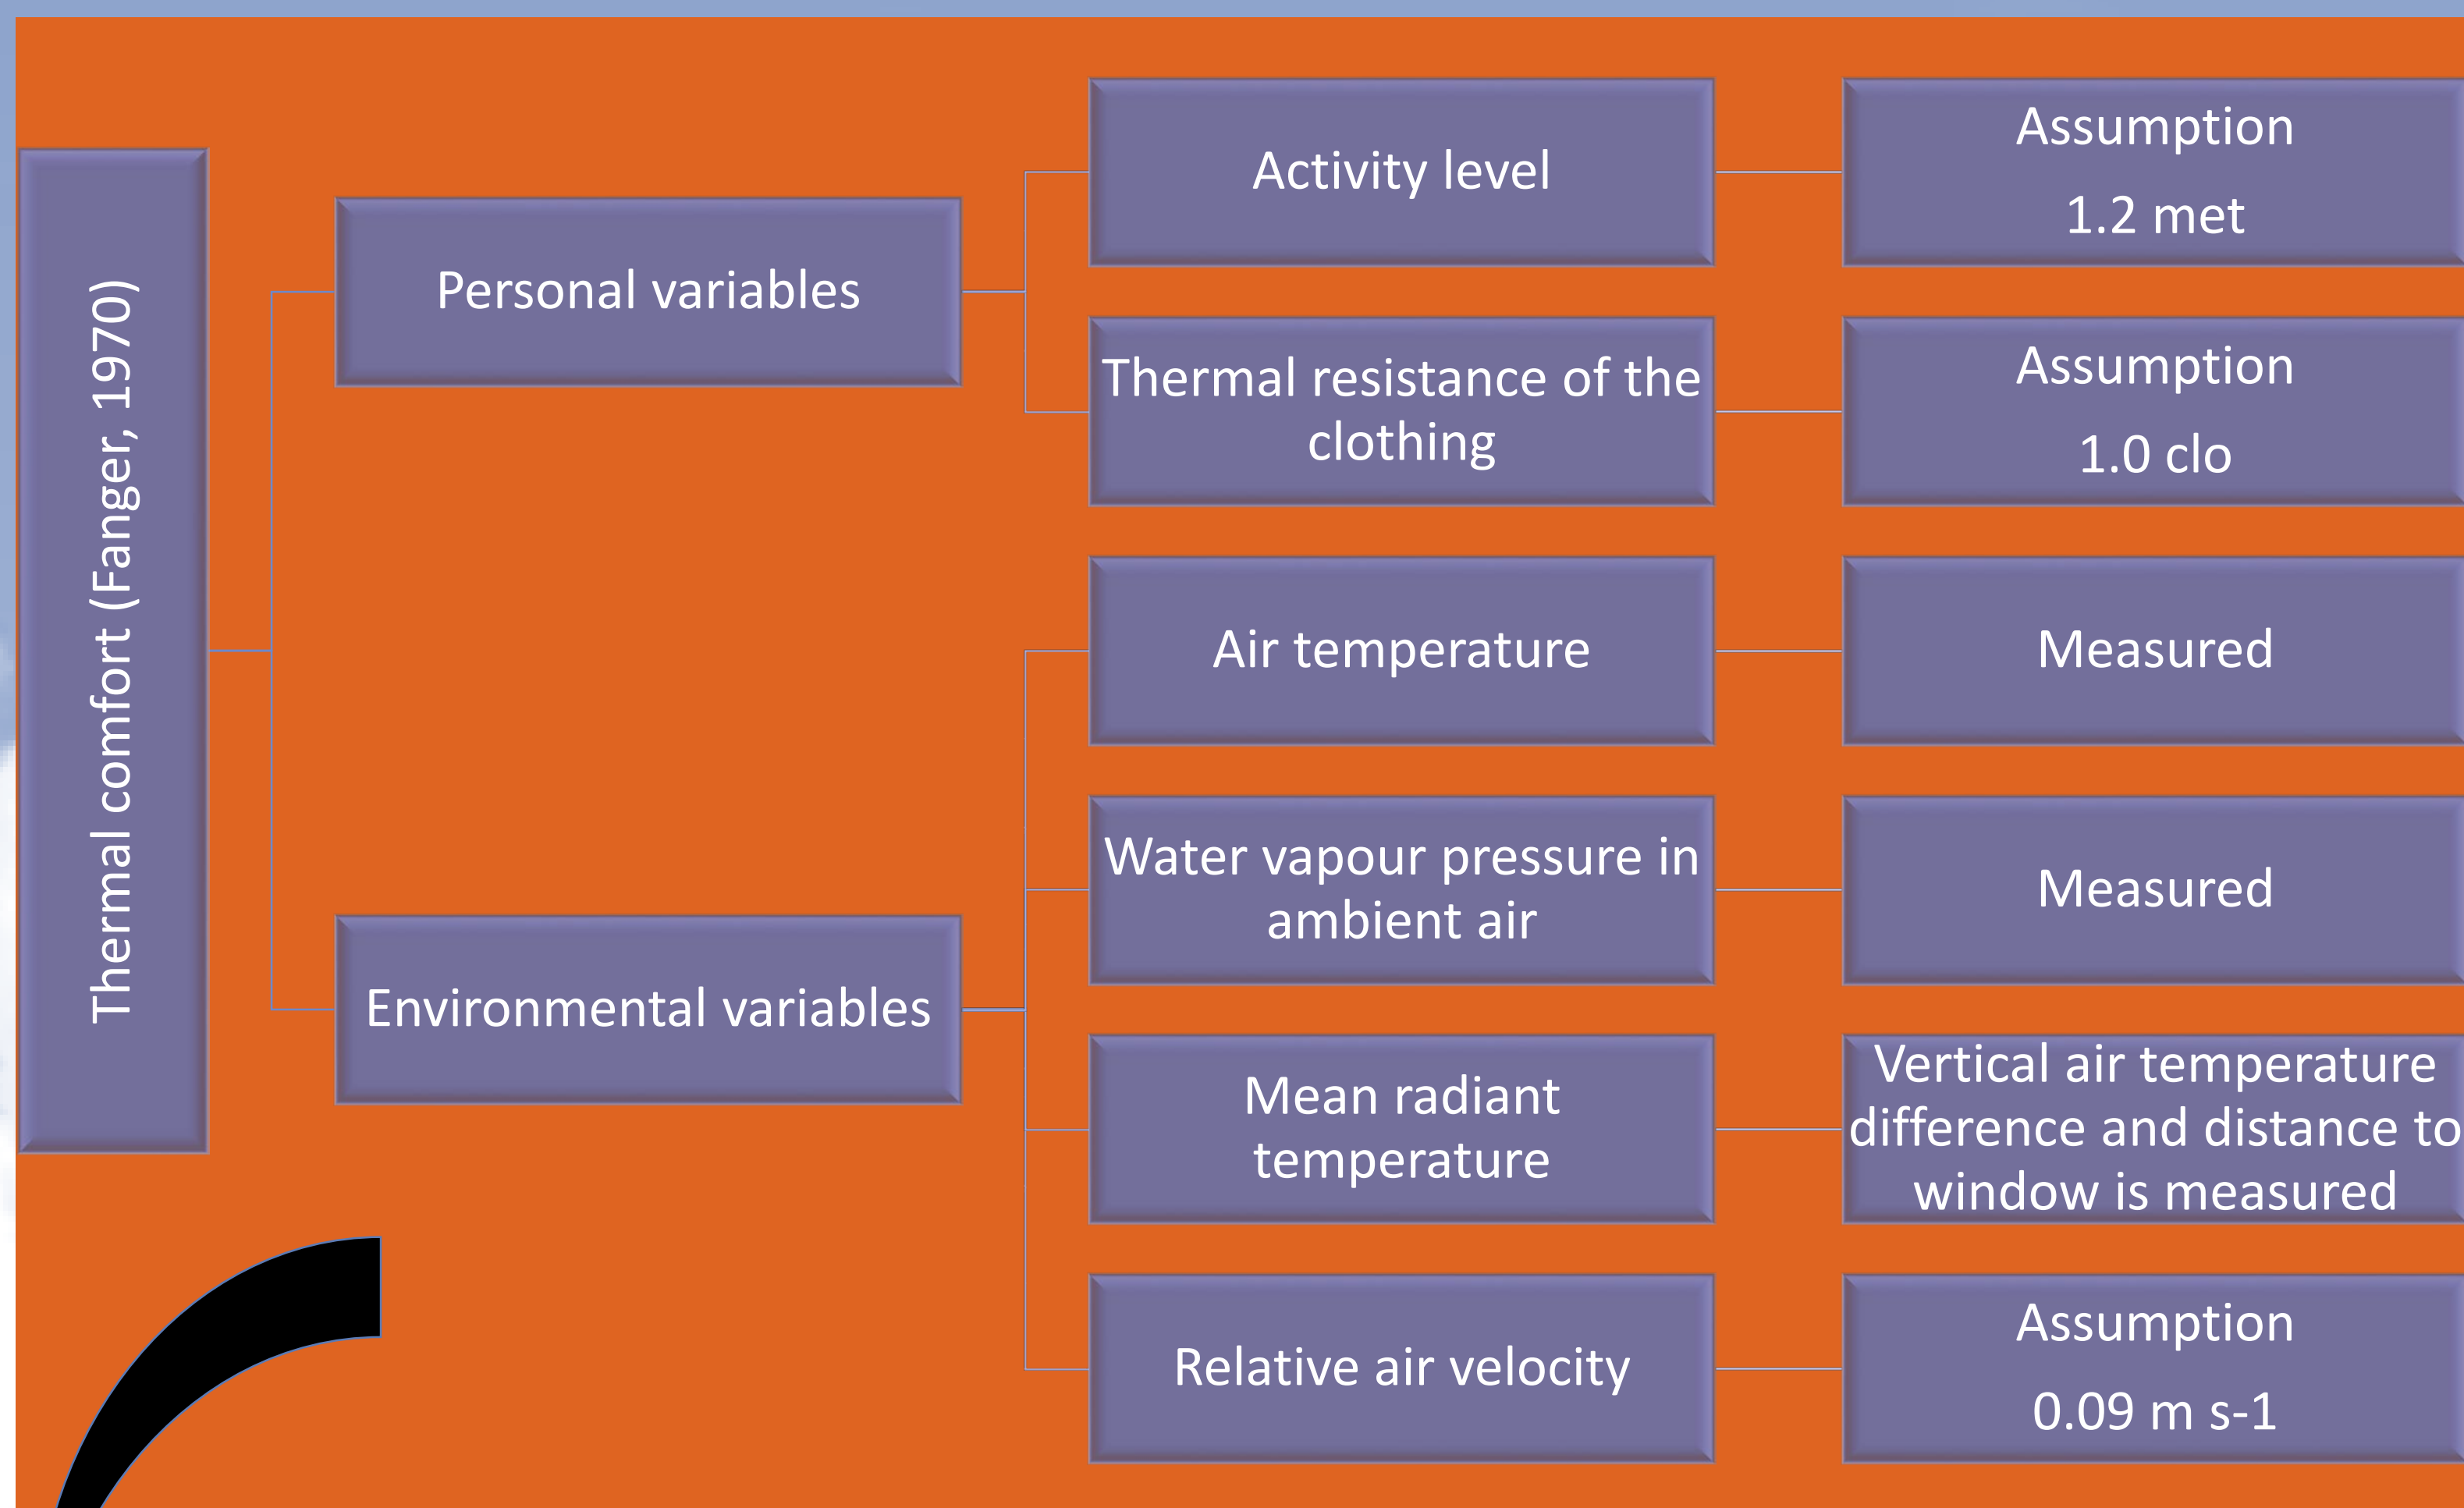 Thermal comfort (Fanger, 1970)
Personal variables
Activity level
Assumption
1.2 met
Thermal resistance of the
clothing
Assumption
1.0 clo
Environmental variables
Air temperature
Measured
Water vapour pressure in
ambient air
Measured
Mean radiant
temperature
Vertical air temperature
difference and distance to
window is measured
Relative air velocity
Assumption
0.09 m s-1